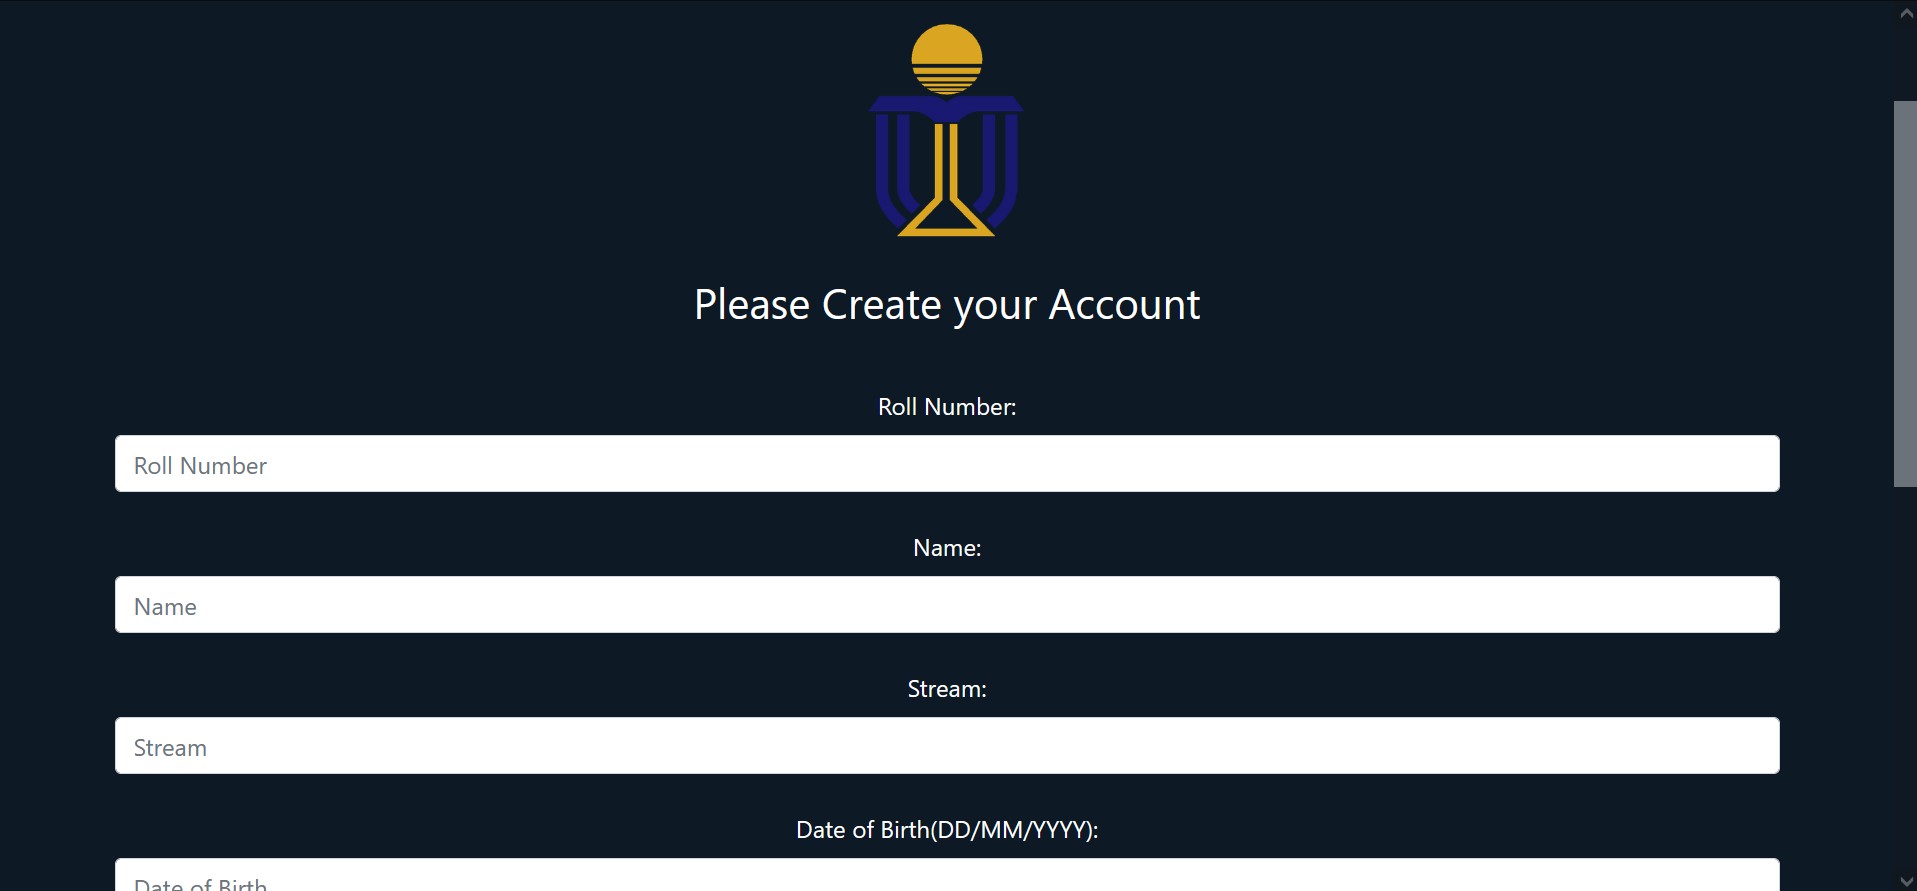 Please Create your Account
Roll Number:
Roll Number
Name:
Name
Stream:
Stream
Date of Birth(DD/MM/YYYY):
Date of Birth